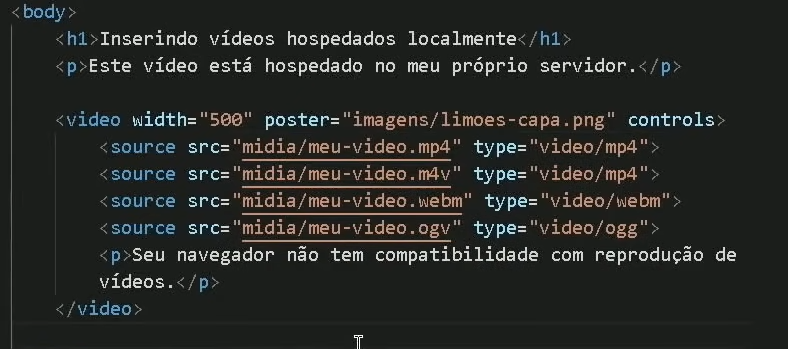 <body>
<h1>Inserindo vídeos hospedados localmente</h1>
<p>Este vídeo está hospedado no meu próprio servidor.</p>
<video width="500" poster="imagens/limoes-capa.png" controls>
<source src="midia/meu-video.mp4" type="video/mp4">
<source src="midia/meu-video.m4v" type="video/mp4">
<source src="midia/meu-video.webm" type="video/webm">
<source src="midia/meu-video.ogv" type="video/ogg">
<p>Seu navegador não tem compatibilidade com reprodução de
vídeos.</p>
</video>